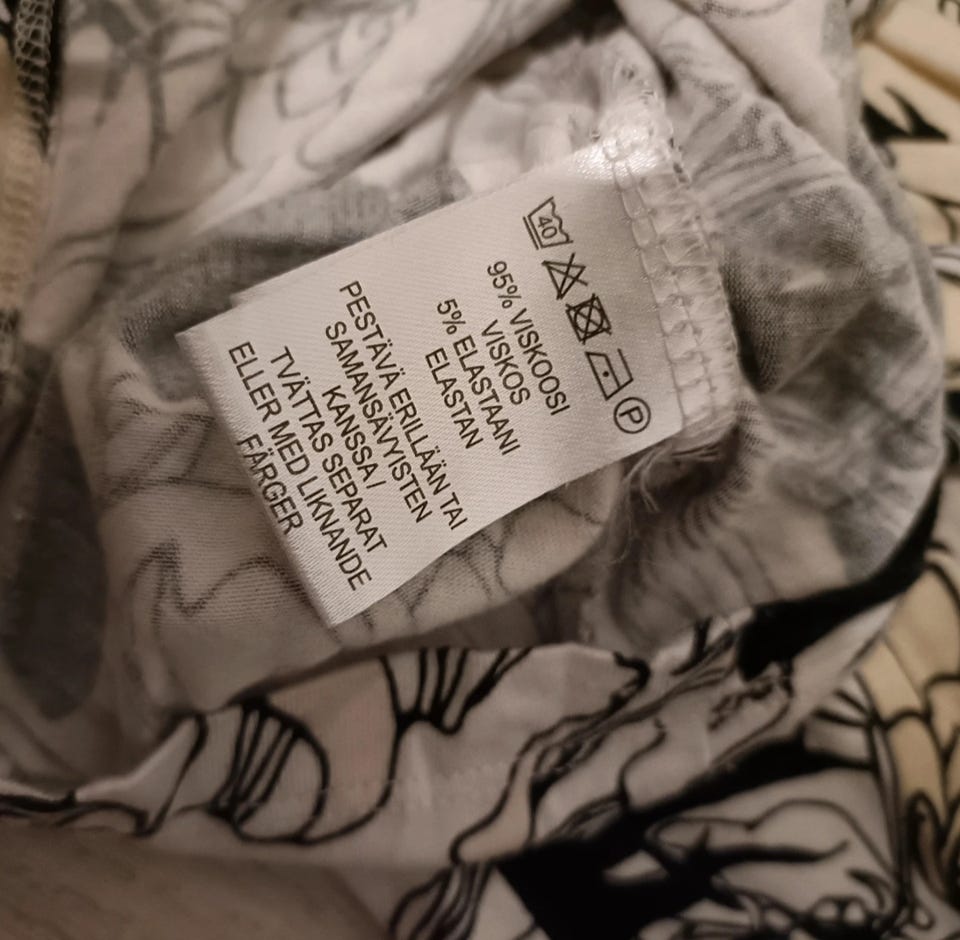 40
P
95% VISKOOSI
VISKOS
5% ELASTAANI
ELASTAN
PESTÄVÄ ERILLÄÄN TAI
SAMANSÄVYISTEN
KANSSA /
TVÄTTAS SEPARAT
ELLER MED LIKNANDE
FÄRGER